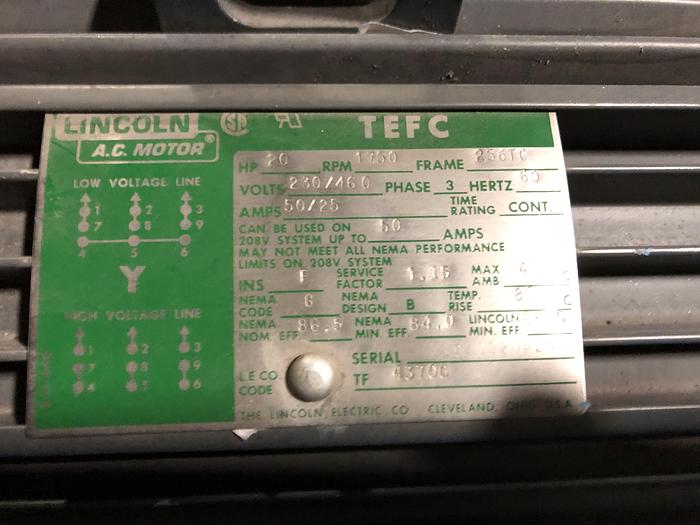 LINCOLN
A.C. MOTOR®
TEFC
LOW VOLTAGE LINE
1 2 3
7 8 9
4 5 6
Y
HIGH VOLTAGE LINE
1 2 3
7 8 9
4 5 6
HP 20 RPM 1750 FRAME 256TC
VOLTS 230/460 PHASE 3 HERTZ 60
AMPS 50/25 TIME RATING CONT.
CAN BE USED ON 208V SYSTEM UP TO 50 AMPS
MAY NOT MEET ALL NEMA PERFORMANCE
LIMITS ON 208V SYSTEM
INS F SERVICE FACTOR 1.15 MAX AMB 4 C
NEMA CODE G NEMA DESIGN B TEMP. RISE 8 C
NEMA NOM. EFF. 86.5 NEMA MIN. EFF. 84.0 LINCOLN MIN. EFF.
SERIAL
L.E.CO. CODE TF 4370C
THE LINCOLN ELECTRIC CO. CLEVELAND, OHIO U.S.A.